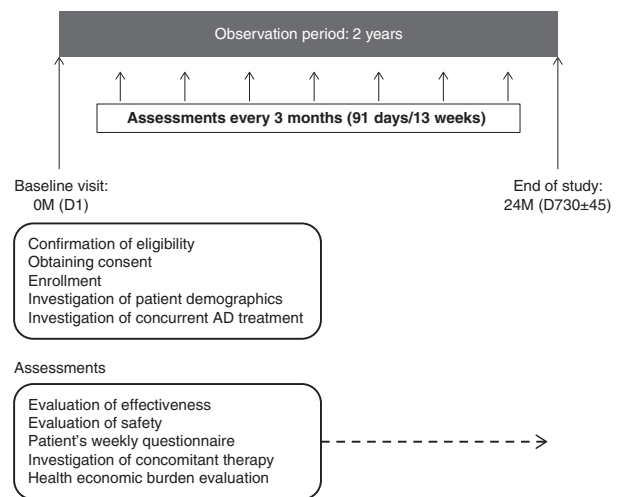 Observation period: 2 years
Assessments every 3 months (91 days/13 weeks)
Baseline visit:
0M (D1)
End of study:
24M (D730±45)
Confirmation of eligibility
Obtaining consent
Enrollment
Investigation of patient demographics
Investigation of concurrent AD treatment
Assessments
Evaluation of effectiveness
Evaluation of safety
Patient's weekly questionnaire
Investigation of concomitant therapy
Health economic burden evaluation